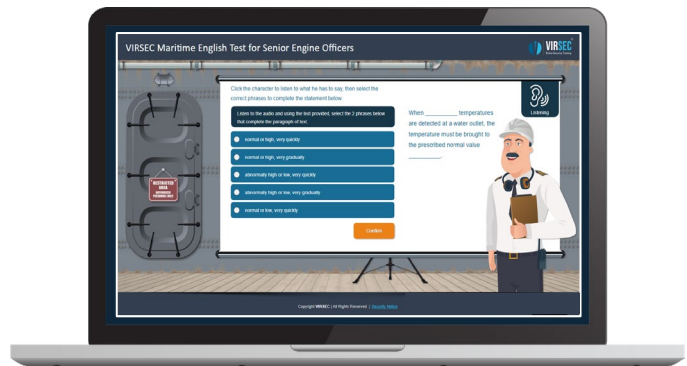 VIRSEC Maritime English Test for Senior Engine Officers
VIRSEC
Click the character to listen to what he has to say, then select the
correct phrases to complete the statement below.
Listen to the audio and using the text provided, select the 2 phrases below
that complete the paragraph of text.
normal or high, very quickly
normal or high, very gradually
abnormally high or low, very quickly
abnormally high or low, very gradually
normal or low, very quickly
Confirm
When __________ temperatures
are detected at a water outlet, the
temperature must be brought to
the prescribed normal value
__________.
Listening
RESTRICTED
AREA
AUTHORIZED
PERSONNEL ONLY
Copyright VIRSEC | All Rights Reserved | Security Notice